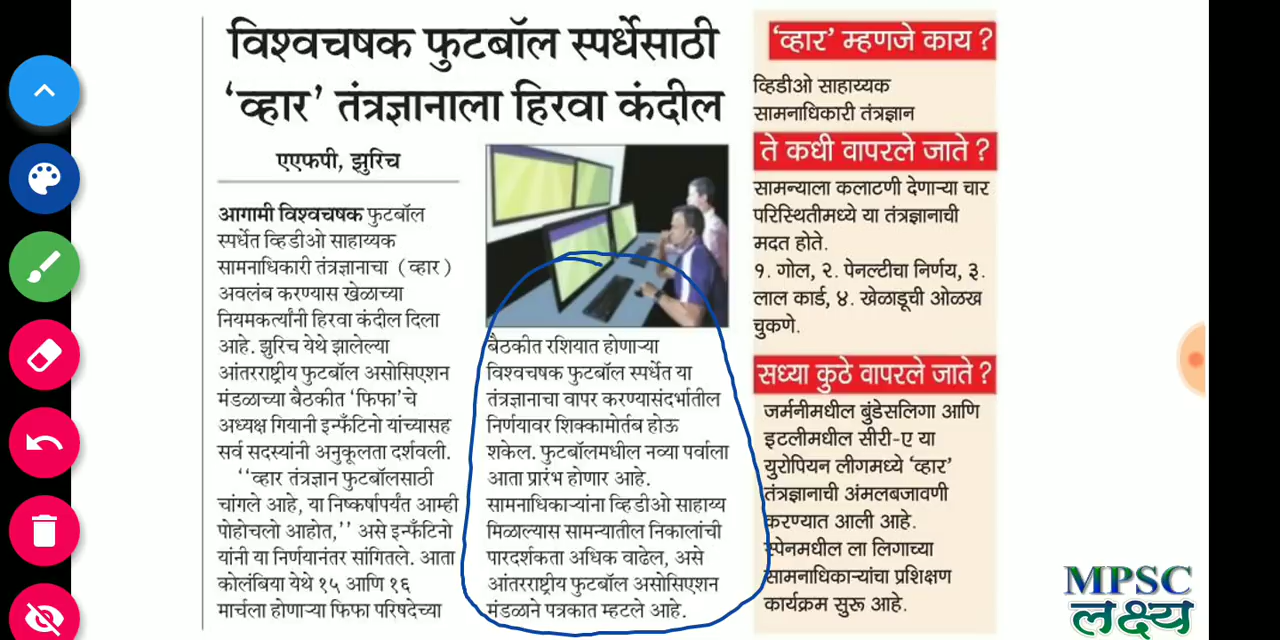 विश्वचषक फुटबॉल स्पर्धेसाठी
‘व्हार’ तंत्रज्ञानाला हिरवा कंदील
एएफपी, झुरिच
आगामी विश्वचषक फुटबॉल
स्पर्धेत व्हिडीओ साहाय्यक
सामनाधिकारी तंत्रज्ञानाचा (व्हार)
अवलंब करण्यास खेळाच्या
नियमकर्त्यांनी हिरवा कंदील दिला
आहे. झुरिच येथे झालेल्या
आंतरराष्ट्रीय फुटबॉल असोसिएशन
मंडळाच्या बैठकीत ‘फिफा’चे
अध्यक्ष गियानी इन्फँटिनो यांच्यासह
सर्व सदस्यांनी अनुकूलता दर्शवली.
‘‘व्हार तंत्रज्ञान फुटबॉलसाठी
चांगले आहे, या निष्कर्षापर्यंत आम्ही
पोहोचलो आहोत,’’ असे इन्फँटिनो
यांनी या निर्णयानंतर सांगितले. आता
कोलंबिया येथे १५ आणि १६
मार्चला होणाऱ्या फिफा परिषदेच्या
बैठकीत रशियात होणाऱ्या
विश्वचषक फुटबॉल स्पर्धेत या
तंत्रज्ञानाचा वापर करण्यासंदर्भातील
निर्णयावर शिक्कामोर्तब होऊ
शकेल. फुटबॉलमधील नव्या पर्वाला
आता प्रारंभ होणार आहे.
सामनाधिकाऱ्यांना व्हिडीओ साहाय्य
मिळाल्यास सामन्यातील निकालांची
पारदर्शकता अधिक वाढेल, असे
आंतरराष्ट्रीय फुटबॉल असोसिएशन
मंडळाने पत्रकात म्हटले आहे.
‘व्हार’ म्हणजे काय ?
व्हिडीओ साहाय्यक
सामनाधिकारी तंत्रज्ञान
ते कधी वापरले जाते ?
सामन्याला कलाटणी देणाऱ्या चार
परिस्थितीमध्ये या तंत्रज्ञानाची
मदत होते.
१. गोल, २. पेनल्टीचा निर्णय, ३.
लाल कार्ड, ४. खेळाडूची ओळख
चुकणे.
सध्या कुठे वापरले जाते ?
जर्मनीमधील बुंडेसलिगा आणि
इटलीमधील सीरी-ए या
युरोपियन लीगमध्ये ‘व्हार’
तंत्रज्ञानाची अंमलबजावणी
करण्यात आली आहे.
स्पेनमधील ला लिगाच्या
सामनाधिकाऱ्यांचा प्रशिक्षण
कार्यक्रम सुरू आहे.
MPSC
लक्ष्य